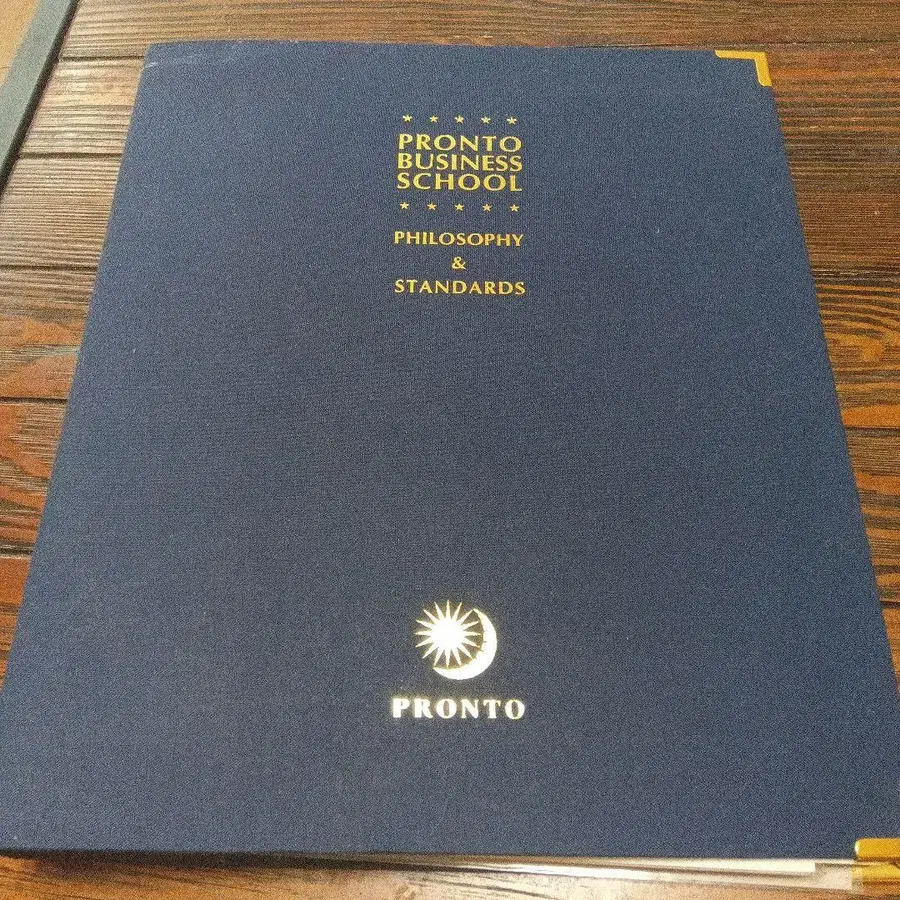 PRONTO
BUSINESS
SCHOOL
PHILOSOPHY
&
STANDARDS
PRONTO